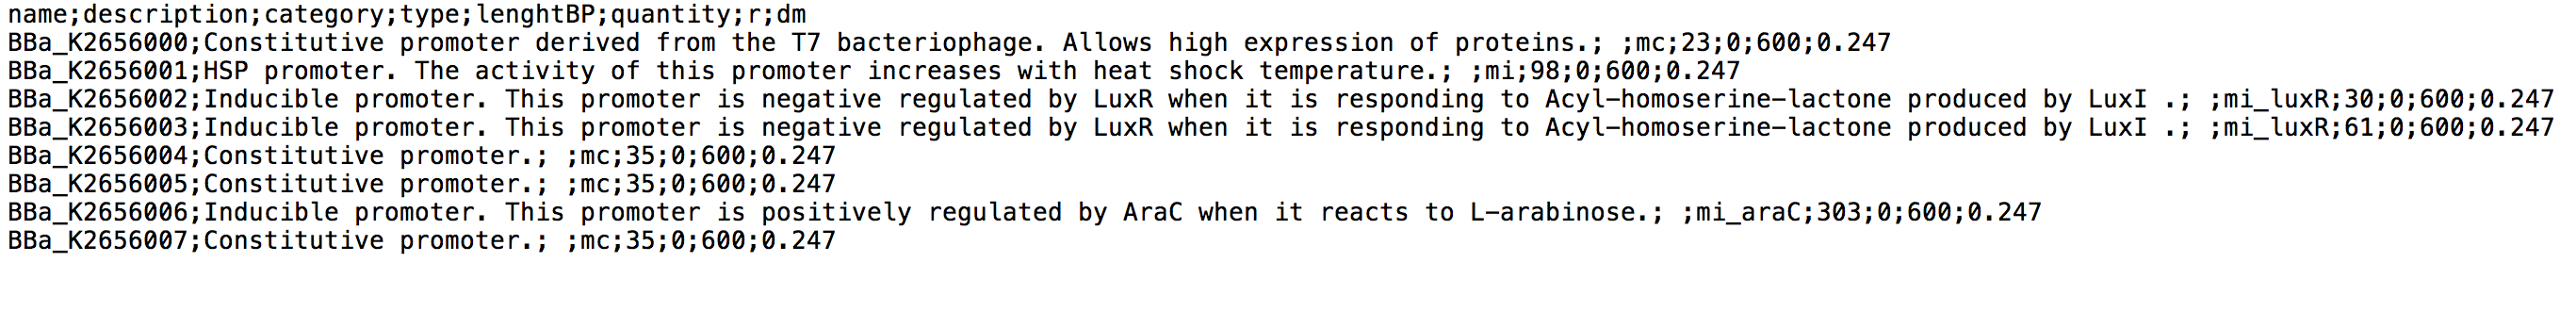 name;description;category;type;lenghtBP;quantity;r;dm
BBa_K2656000;Constitutive promoter derived from the T7 bacteriophage. Allows high expression of proteins.; ;mc;23;0;600;0.247
BBa_K2656001;HSP promoter. The activity of this promoter increases with heat shock temperature.; ;mi;98;0;600;0.247
BBa_K2656002;Inducible promoter. This promoter is negative regulated by LuxR when it is responding to Acyl-homoserine-lactone produced by LuxI .; ;mi_luxR;30;0;600;0.247
BBa_K2656003;Inducible promoter. This promoter is negative regulated by LuxR when it is responding to Acyl-homoserine-lactone produced by LuxI .; ;mi_luxR;61;0;600;0.247
BBa_K2656004;Constitutive promoter.; ;mc;35;0;600;0.247
BBa_K2656005;Constitutive promoter.; ;mc;35;0;600;0.247
BBa_K2656006;Inducible promoter. This promoter is positively regulated by AraC when it reacts to L-arabinose.; ;mi_araC;303;0;600;0.247
BBa_K2656007;Constitutive promoter.; ;mc;35;0;600;0.247